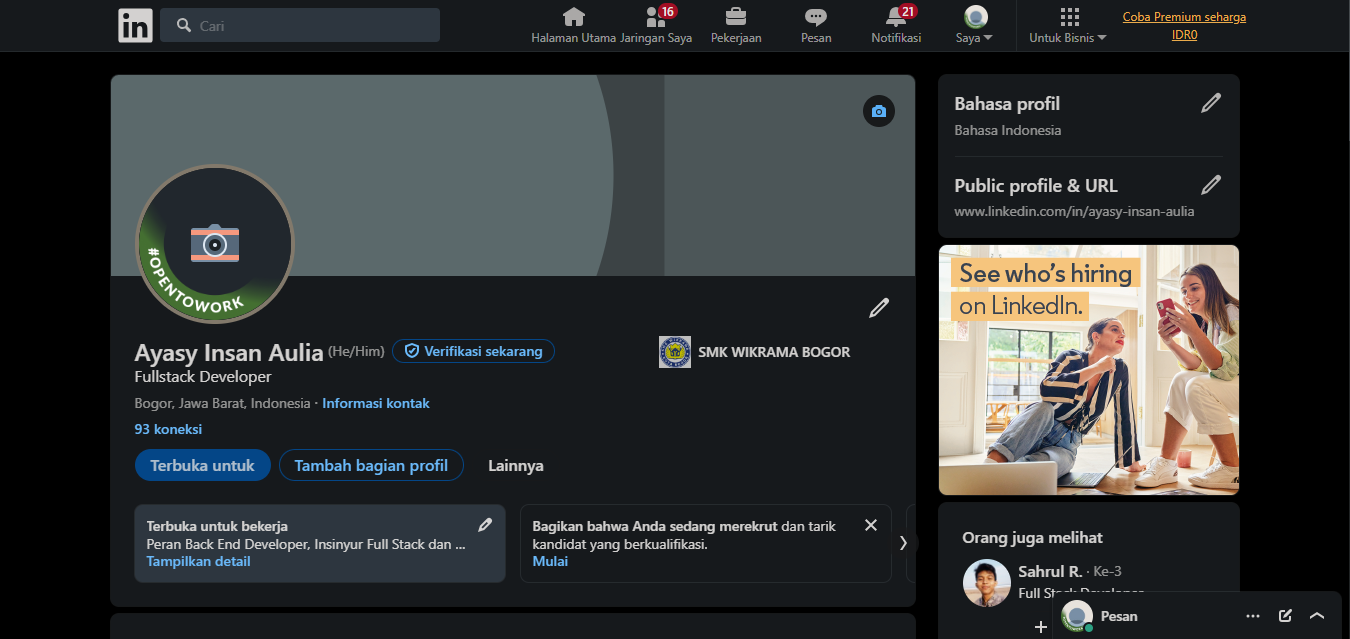 in
Cari
Halaman Utama
16
Jaringan Saya
Pekerjaan
Pesan
21
Notifikasi
Saya
Untuk Bisnis
Coba Premium seharga
IDR0
#OPENTOWORK
Ayasy Insan Aulia (He/Him) Verifikasi sekarang
Fullstack Developer
Bogor, Jawa Barat, Indonesia · Informasi kontak
93 koneksi
SMK WIKRAMA BOGOR
Terbuka untuk
Tambah bagian profil
Lainnya
Terbuka untuk bekerja
Peran Back End Developer, Insinyur Full Stack dan ...
Tampilkan detail
Bagikan bahwa Anda sedang merekrut dan tarik
kandidat yang berkualifikasi.
Mulai
Bahasa profil
Bahasa Indonesia
Public profile & URL
www.linkedin.com/in/ayasy-insan-aulia
See who's hiring
on LinkedIn.
Orang juga melihat
Sahrul R. · Ke-3
Full Stack Developer
Pesan